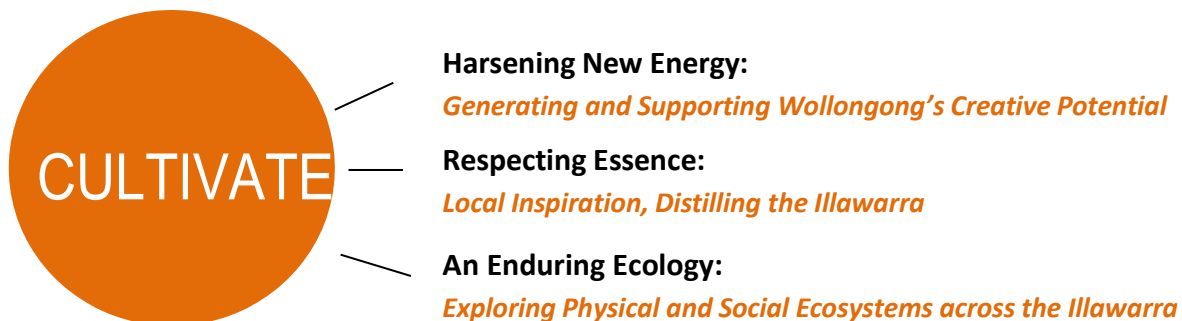 CULTIVATE
Harsening New Energy:
Generating and Supporting Wollongong's Creative Potential
Respecting Essence:
Local Inspiration, Distilling the Illawarra
An Enduring Ecology:
Exploring Physical and Social Ecosystems across the Illawarra